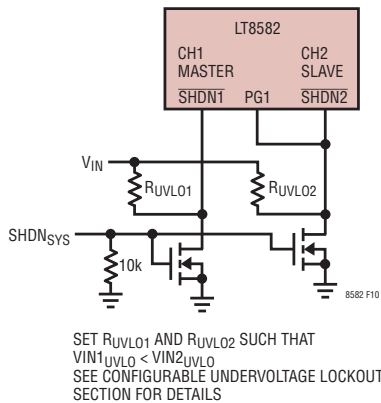 LT8582
CH1
MASTER
CH2
SLAVE
SHDN1 PG1 SHDN2
VIN
RUVLO1
RUVLO2
SHDNSYS
10k
8582 F10
SET RUVLO1 AND RUVLO2 SUCH THAT
VIN1UVLO < VIN2UVLO
SEE CONFIGURABLE UNDERVOLTAGE LOCKOUT
SECTION FOR DETAILS